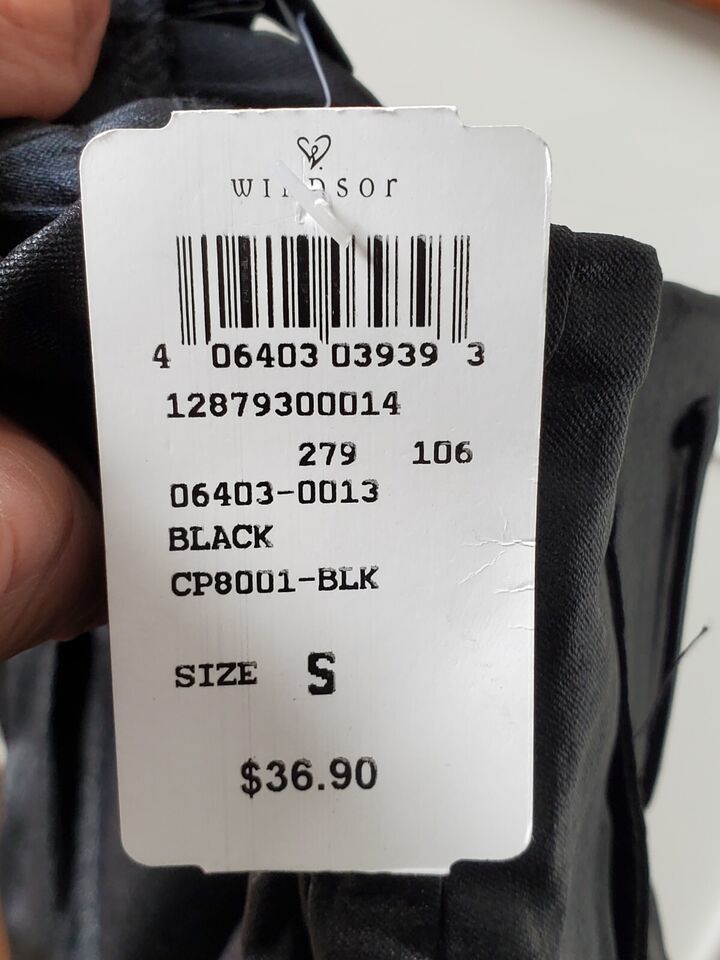 WINDSOR
4 06403 03939 3
12879300014
279 106
06403-0013
BLACK
CP8001-BLK
SIZE S
$36.90